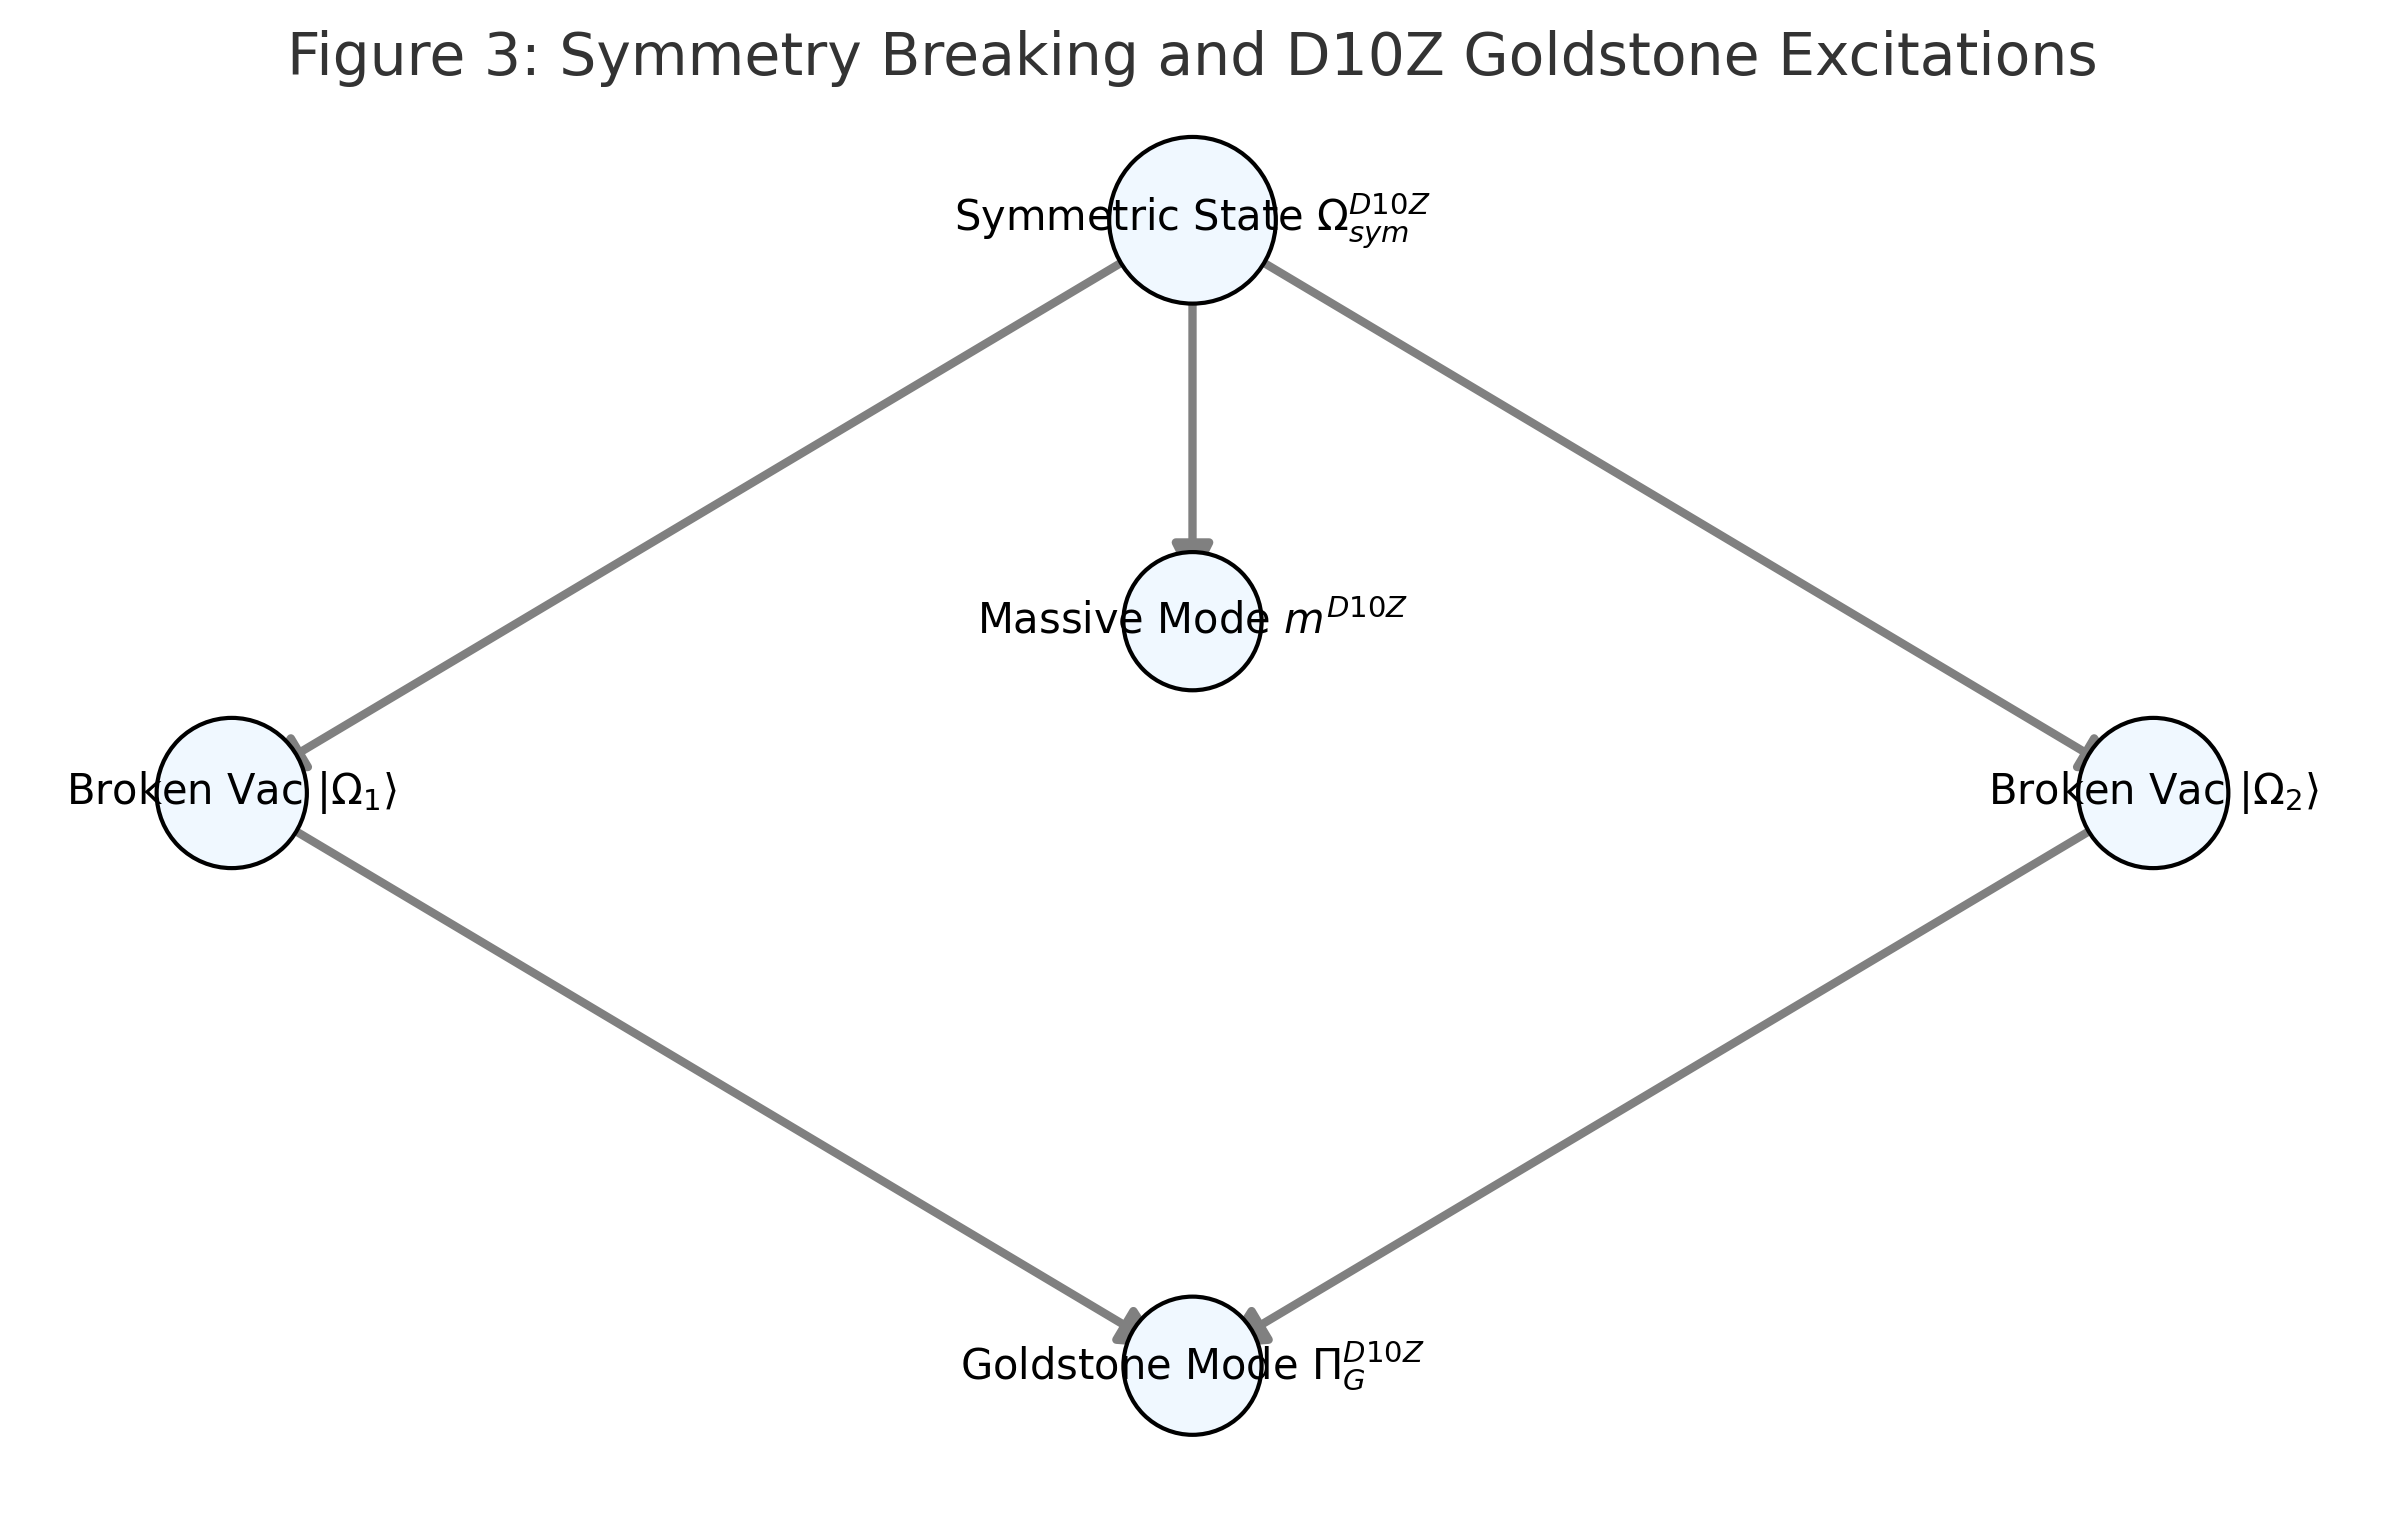 Figure 3: Symmetry Breaking and D10Z Goldstone Excitations
Symmetric State $\Omega_{sym}^{D10Z}$
Massive Mode $m^{D10Z}$
Broken Vac $|\Omega_1\rangle$
Broken Vac $|\Omega_2\rangle$
Goldstone Mode $\Pi_G^{D10Z}$